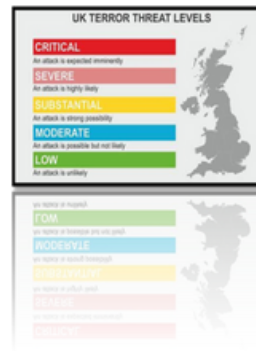 UK TERROR THREAT LEVELS
CRITICAL
An attack is expected imminently
SEVERE
An attack is highly likely
SUBSTANTIAL
An attack is strong possibility
MODERATE
An attack is possible but not likely
LOW
An attack is unlikely